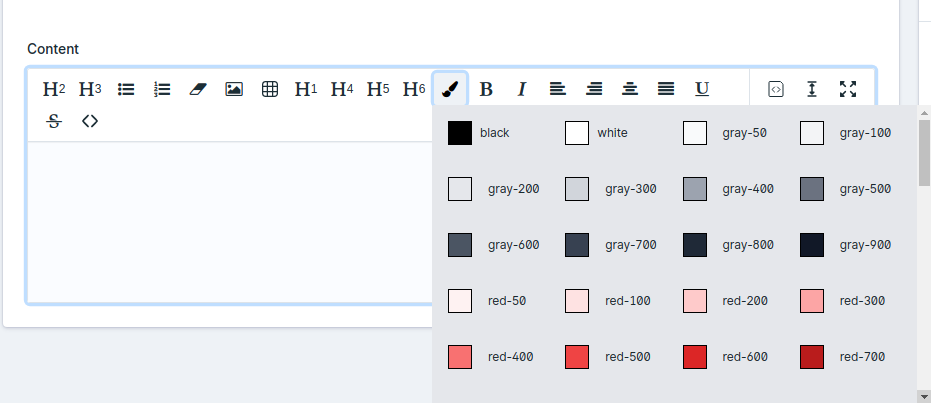 Content
H2 H3 H1 H4 H5 H6 B I U
S <>
black white gray-50 gray-100
gray-200 gray-300 gray-400 gray-500
gray-600 gray-700 gray-800 gray-900
red-50 red-100 red-200 red-300
red-400 red-500 red-600 red-700